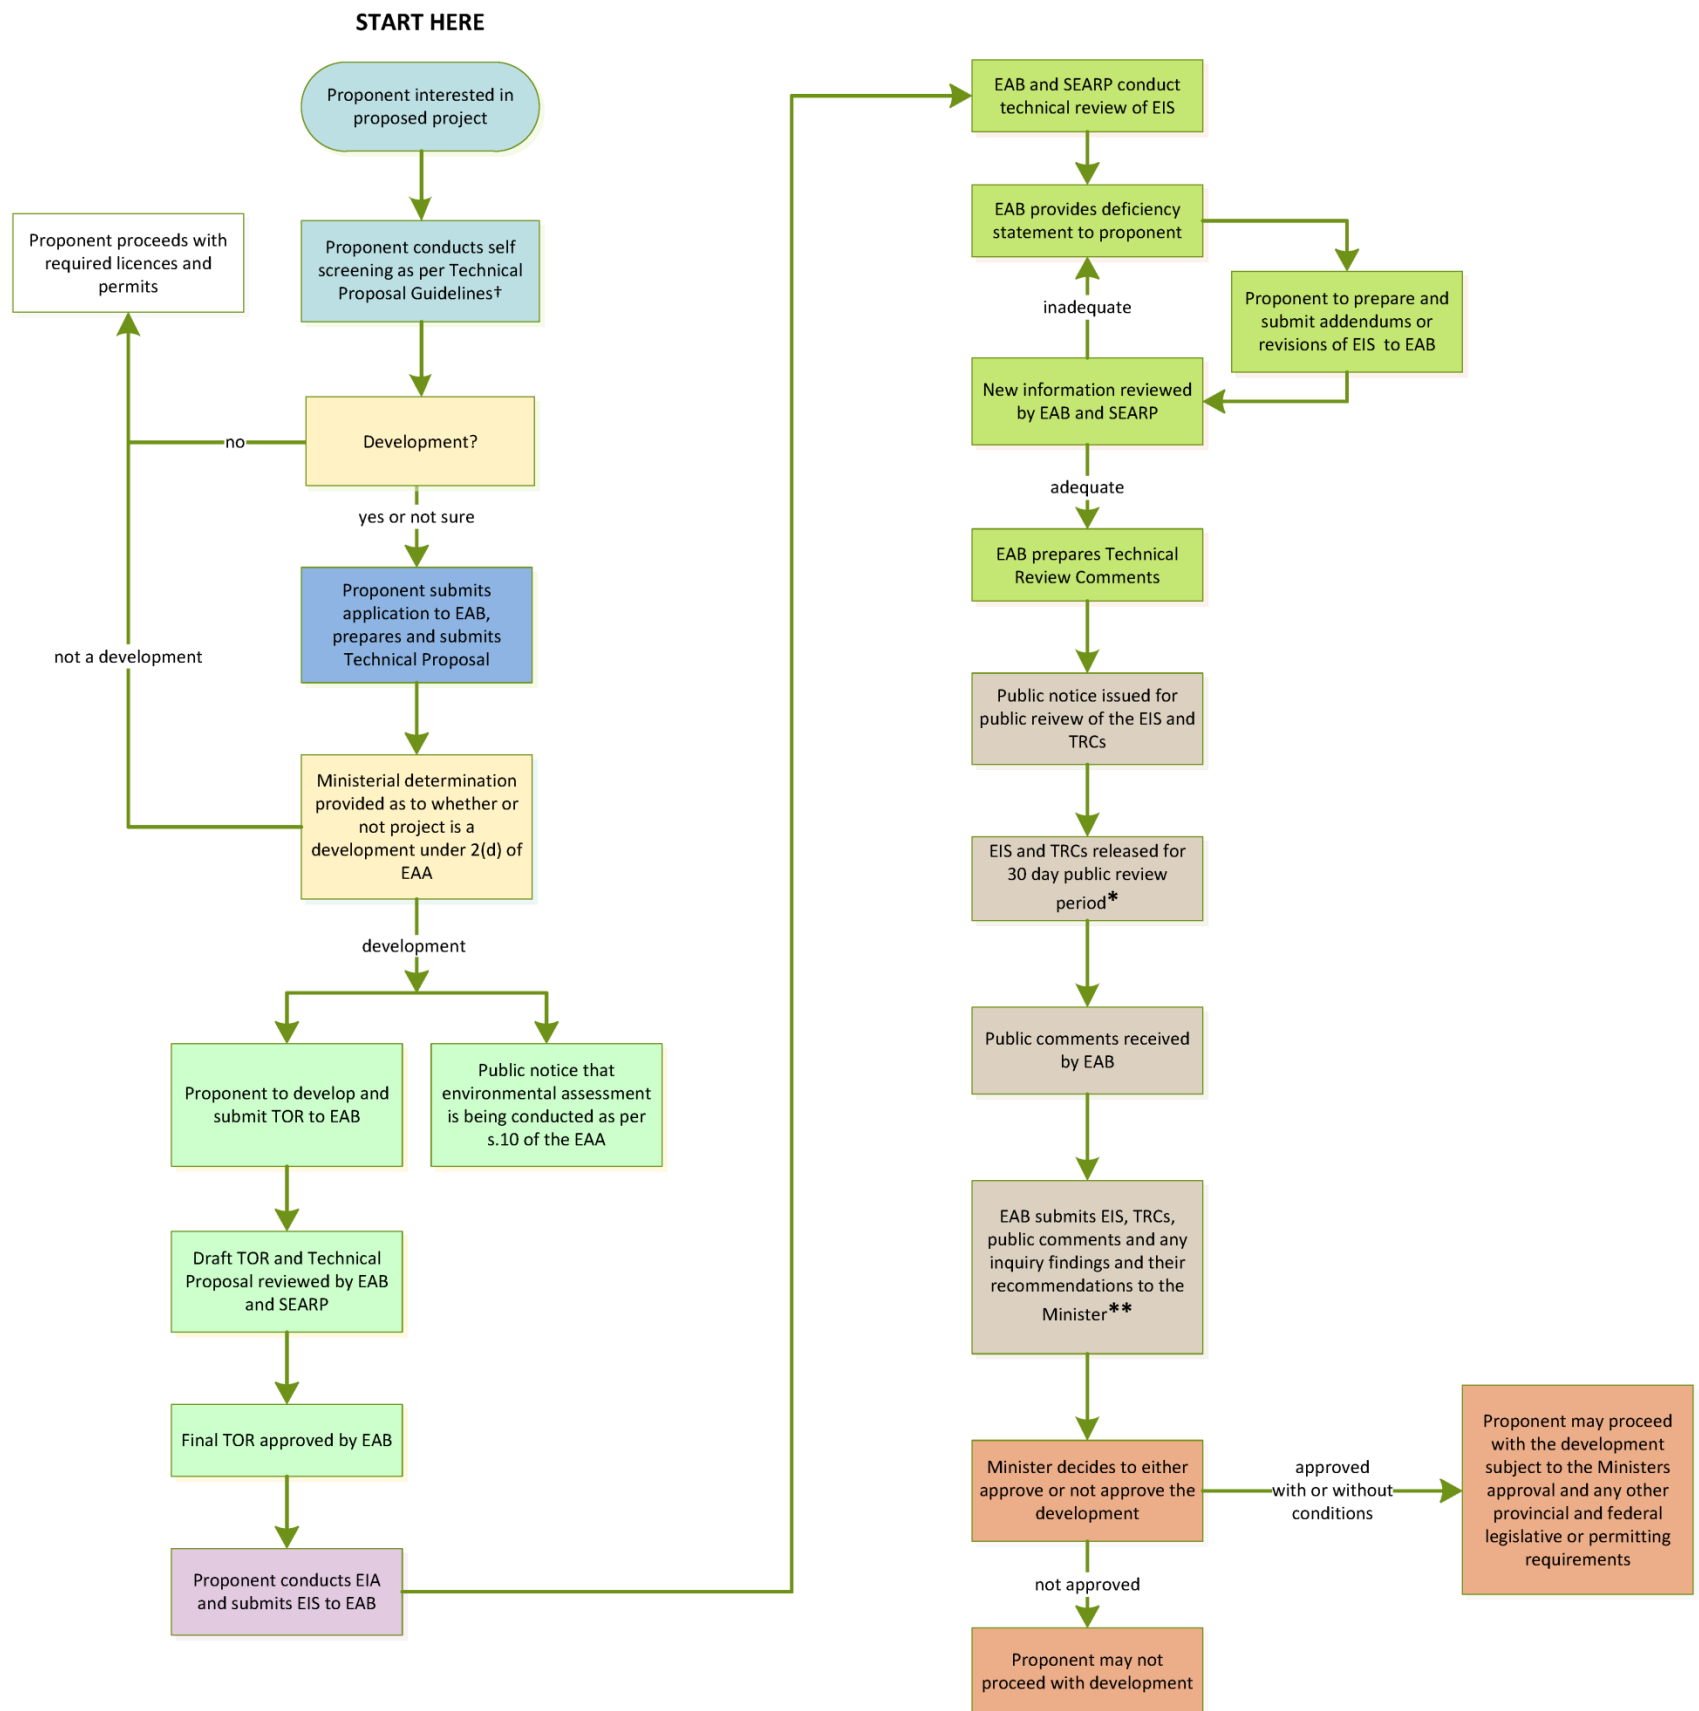 START HERE
Proponent interested in
proposed project
Proponent conducts self
screening as per Technical
Proposal Guidelines†
Proponent proceeds with
required licences and
permits
Development?
no
yes or not sure
Proponent submits
application to EAB,
prepares and submits
Technical Proposal
not a development
Ministerial determination
provided as to whether or
not project is a
development under 2(d) of
EAA
development
Proponent to develop and
submit TOR to EAB
Public notice that
environmental assessment
is being conducted as per
s.10 of the EAA
Draft TOR and Technical
Proposal reviewed by EAB
and SEARP
Final TOR approved by EAB
Proponent conducts EIA
and submits EIS to EAB
EAB and SEARP conduct
technical review of EIS
EAB provides deficiency
statement to proponent
Proponent to prepare and
submit addendums or
revisions of EIS to EAB
inadequate
New information reviewed
by EAB and SEARP
adequate
EAB prepares Technical
Review Comments
Public notice issued for
public reivew of the EIS and
TRCs
EIS and TRCs released for
30 day public review
period*
Public comments received
by EAB
EAB submits EIS, TRCs,
public comments and any
inquiry findings and their
recommendations to the
Minister**
Minister decides to either
approve or not approve the
development
approved
with or without
conditions
Proponent may proceed
with the development
subject to the Ministers
approval and any other
provincial and federal
legislative or permitting
requirements
not approved
Proponent may not
proceed with development